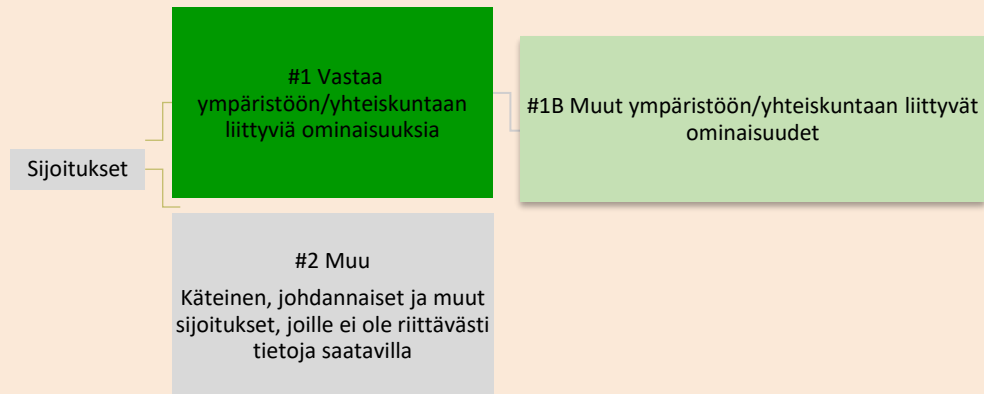 #1 Vastaa
ympäristöön/yhteiskuntaan
liittyviä ominaisuuksia
#1B Muut ympäristöön/yhteiskuntaan liittyvät
ominaisuudet
Sijoitukset
#2 Muu
Käteinen, johdannaiset ja muut
sijoitukset, joille ei ole riittävästi
tietoja saatavilla